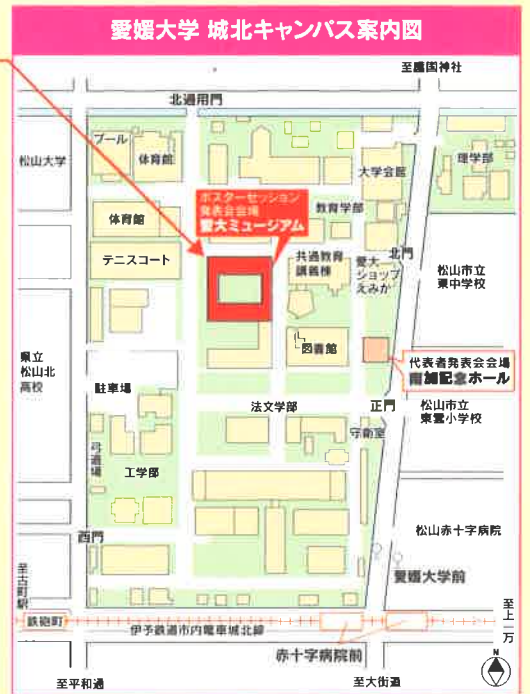 愛媛大学 城北キャンパス案内図
至護国神社
北通用門
プール
体育館
松山大学
大学会館
理学部
ポスターセッション
発表会会場
愛大ミュージアム
教育学部
体育館
テニスコート
共通教育
講義棟
北門
愛大
ショップ
えみか
松山市立
東中学校
図書館
県立
松山北
高校
代表者発表会会場
南加記念ホール
駐車場
法文学部
正門
松山市立
東雲小学校
守衛室
弓道場
工学部
松山赤十字病院
西門
愛媛大学前
至古町駅
至上一万
鉄砲町
伊予鉄道市内電車城北線
赤十字病院前
N
至平和通
至大街道